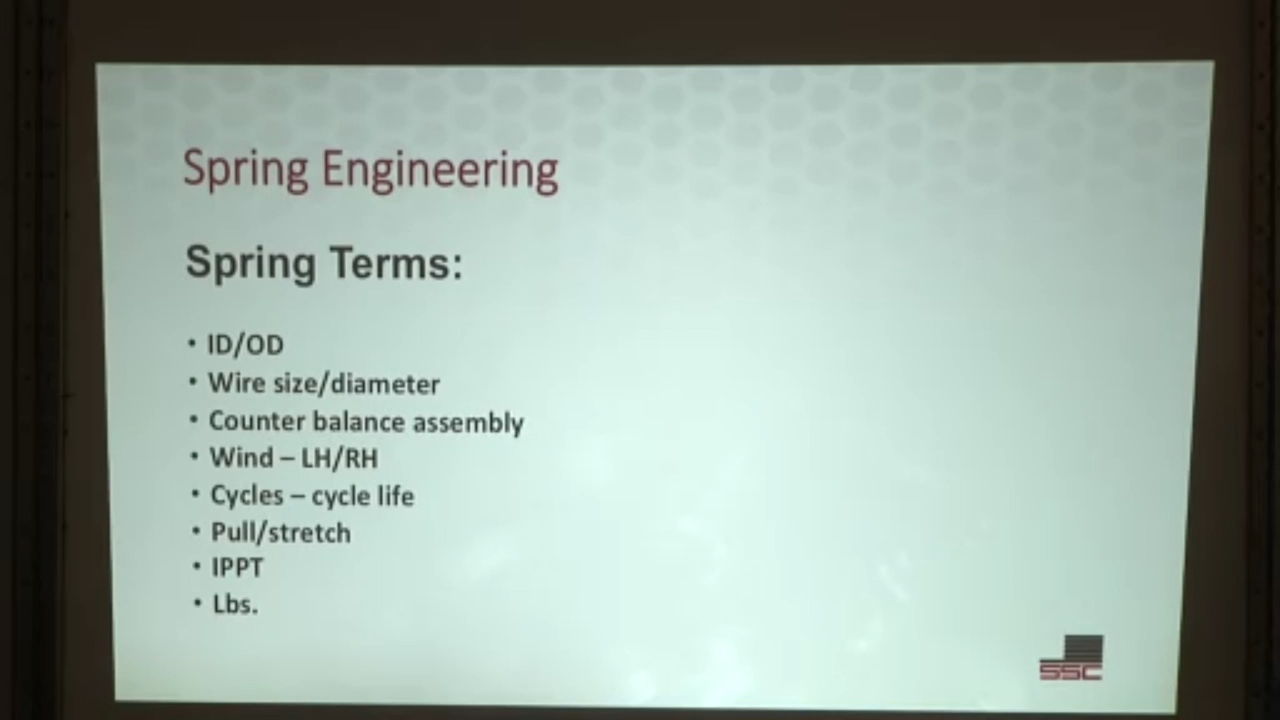 Spring Engineering
Spring Terms:
• ID/OD
• Wire size/diameter
• Counter balance assembly
• Wind – LH/RH
• Cycles – cycle life
• Pull/stretch
• IPPT
• Lbs.
SSC